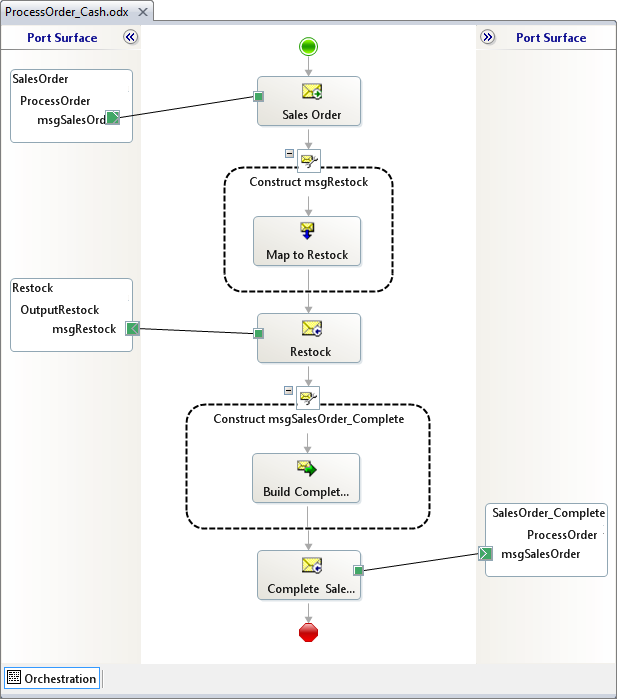 ProcessOrder_Cash.odx
Port Surface
Port Surface
SalesOrder
ProcessOrder
msgSalesOrd
Sales Order
Construct msgRestock
Map to Restock
Restock
OutputRestock
msgRestock
Restock
Construct msgSalesOrder_Complete
Build Complet...
SalesOrder_Complete
ProcessOrder
msgSalesOrder
Complete Sale...
Orchestration